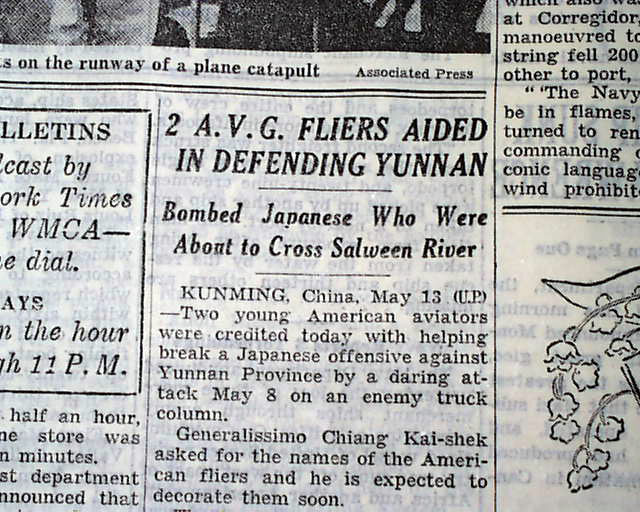 s on the runway of a plane catapult
Associated Press
LLETINS
cast by
ork Times
WMCA—
e dial.
AYS
n the hour
gh 11 P. M.
half an hour,
ne store was
n minutes.
st department
nnounced that
2 A.V.G. FLIERS AIDED
IN DEFENDING YUNNAN
Bombed Japanese Who Were
About to Cross Salween River
KUNMING, China, May 13 (U.P.)
—Two young American aviators
were credited today with helping
break a Japanese offensive against
Yunnan Province by a daring at-
tack May 8 on an enemy truck
column.
Generalissimo Chiang Kai-shek
asked for the names of the Ameri-
can fliers and he is expected to
decorate them soon.
which also wa
at Corregidor,
manoeuvred to
string fell 200
other to port,
"'The Navy
be in flames,
turned to ren
commanding o
conic language
wind prohibit